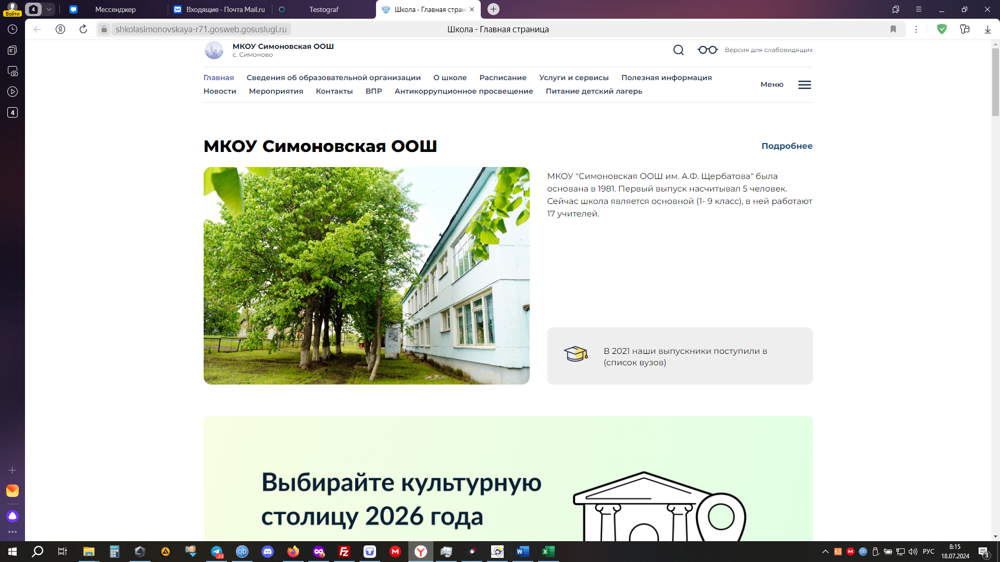 4
Мессенджер
Входящие - Почта Mail.ru
Testograf
Школа - Главная стран
Войти
shkolasimonovskaya-r71.gosweb.gosuslugi.ru
Школа - Главная страница
4
МКОУ Симоновская ООШ
с. Симоново
Версия для слабовидящих
Главная Сведения об образовательной организации О школе Расписание Услуги и сервисы Полезная информация
Новости Мероприятия Контакты ВПР Антикоррупционное просвещение Питание детский лагерь
Меню
МКОУ Симоновская ООШ
Подробнее
МКОУ "Симоновская ООШ им. А.Ф. Щербатова" была
основана в 1981. Первый выпуск насчитывал 5 человек.
Сейчас школа является основной (1- 9 класс), в ней работают
17 учителей.
В 2021 наши выпускники поступили в
(список вузов)
Выбирайте культурную
столицу 2026 года
33
qb
FZ
M
63
M
qb
РУС
8:15
18.07.2024
3